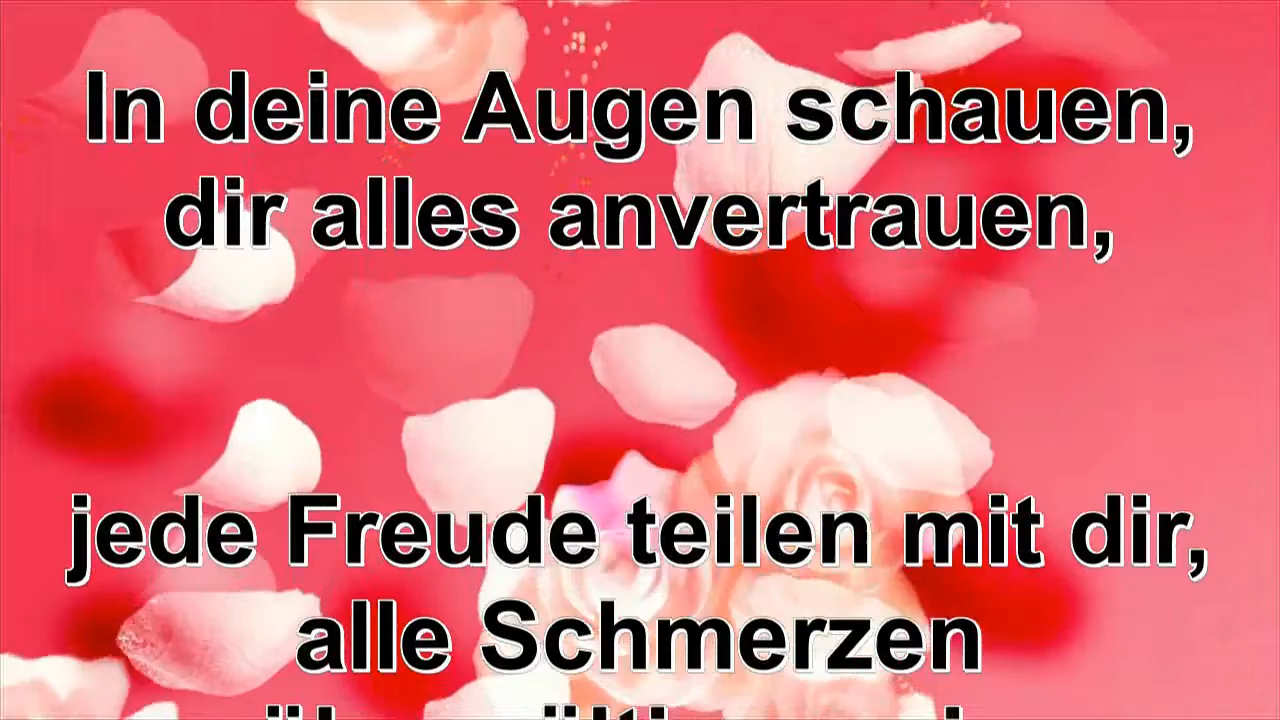 In deine Augen schauen,
dir alles anvertrauen,
jede Freude teilen mit dir,
alle Schmerzen